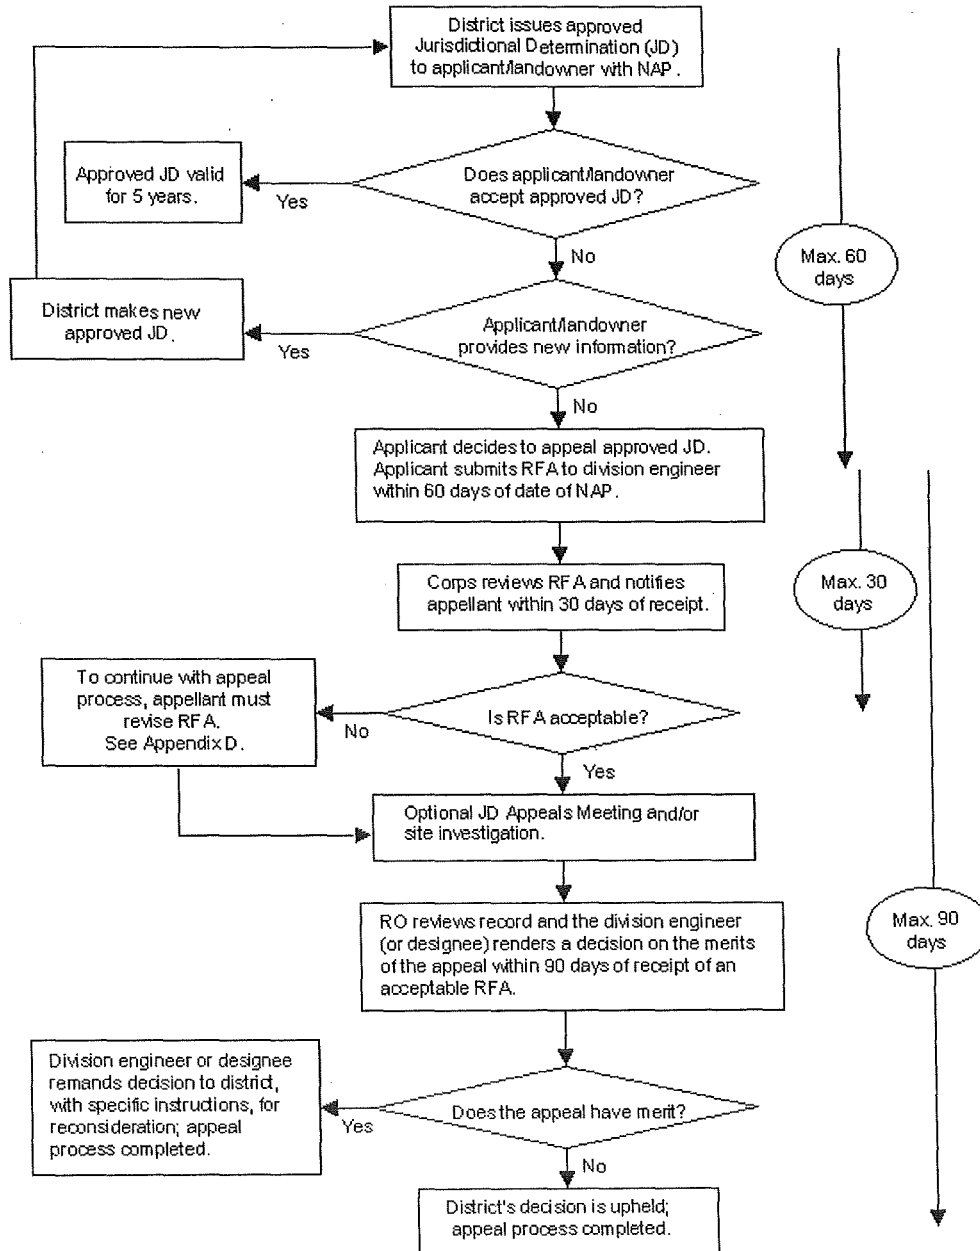 District issues approved
Jurisdictional Determination (JD)
to applicant/landowner with NAP.
Does applicant/landowner
accept approved JD?
Yes
Approved JD valid
for 5 years.
No
Max. 60
days
Applicant/landowner
provides new information?
Yes
District makes new
approved JD.
No
Applicant decides to appeal approved JD.
Applicant submits RFA to division engineer
within 60 days of date of NAP.
Corps reviews RFA and notifies
appellant within 30 days of receipt.
Max. 30
days
Is RFA acceptable?
No
To continue with appeal
process, appellant must
revise RFA.
See Appendix D.
Yes
Optional JD Appeals Meeting and/or
site investigation.
RO reviews record and the division engineer
(or designee) renders a decision on the merits
of the appeal within 90 days of receipt of an
acceptable RFA.
Max. 90
days
Does the appeal have merit?
Yes
Division engineer or designee
remands decision to district,
with specific instructions, for
reconsideration; appeal
process completed.
No
District's decision is upheld;
appeal process completed.